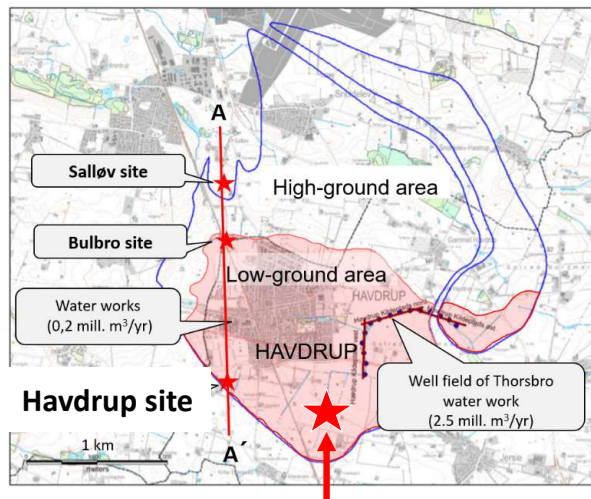 A
Salløv site
High-ground area
Bulbro site
Low-ground area
Water works
(0,2 mill. m³/yr)
HAVDRUP
HAVDRUP
Well field of Thorsbro
water work
(2.5 mill. m³/yr)
Havdrup site
1 km
meters
A´